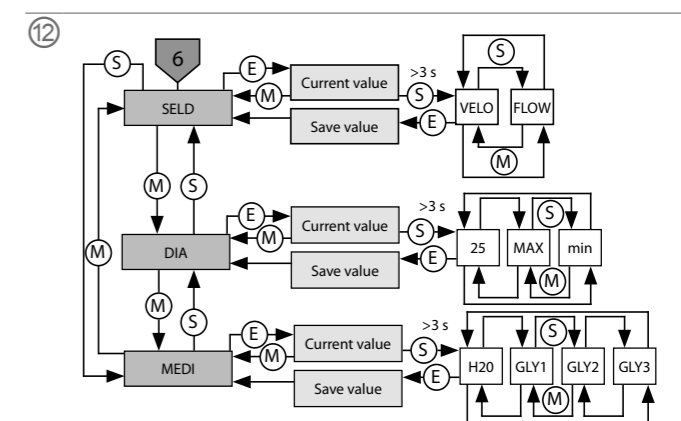 12
6
S
E
Current value
>3 s
S
M
S
VELO
FLOW
SELD
Save value
E
M
M
S
>3 s
E
Current value
S
S
M
25
MAX
min
M
DIA
Save value
E
M
M
S
>3 s
E
Current value
S
S
M
H20
GLY1
GLY2
GLY3
MEDI
Save value
E
M